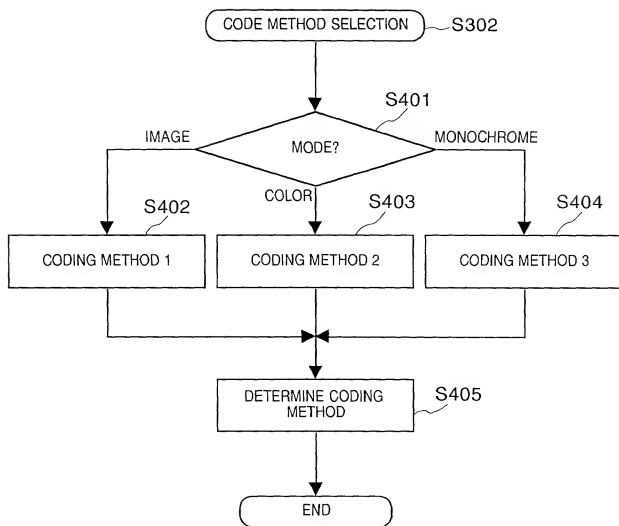 CODE METHOD SELECTION
S302
S401
IMAGE
MODE?
MONOCHROME
COLOR
S402
S403
S404
CODING METHOD 1
CODING METHOD 2
CODING METHOD 3
DETERMINE CODING
METHOD
S405
END